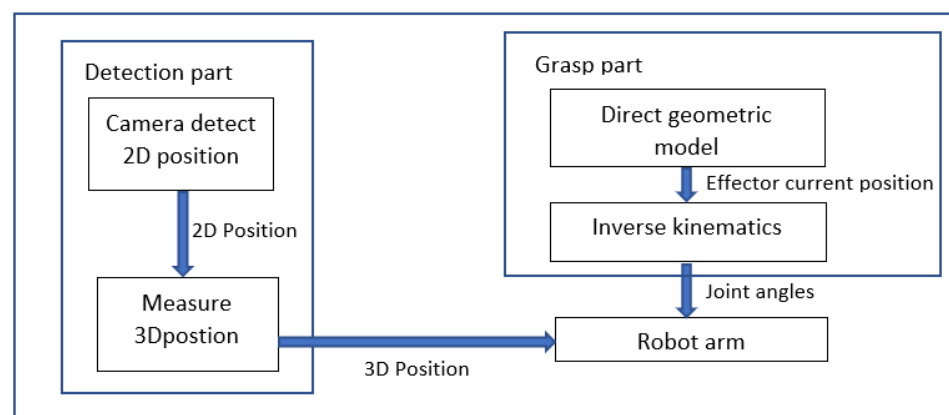 Detection part
Camera detect
2D position
2D Position
Measure
3Dpostion
3D Position
Grasp part
Direct geometric
model
Effector current position
Inverse kinematics
Joint angles
Robot arm